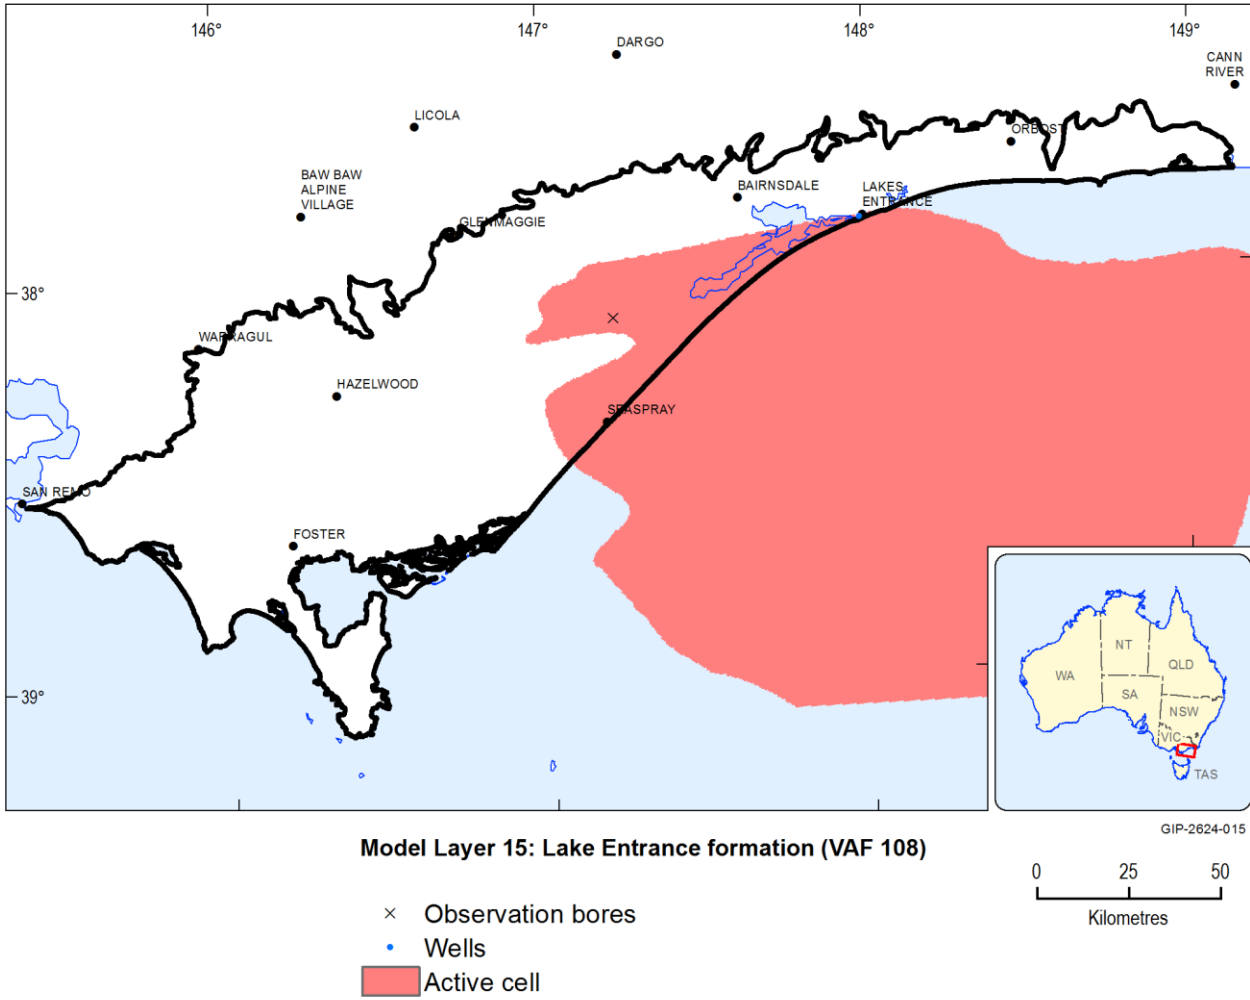 146°
147°
148°
149°
DARGO
CANN
RIVER
LICOLA
ORBOST
BAW BAW
ALPINE
VILLAGE
BAIRNSDALE
LAKES
ENTRANCE
GLENMAGGIE
38°
WARRAGUL
HAZELWOOD
SEASPRAY
SAN REMO
FOSTER
39°
NT
WA
QLD
SA
NSW
VIC
TAS
GIP-2624-015
Model Layer 15: Lake Entrance formation (VAF 108)
0 25 50
Kilometres
Observation bores
Wells
Active cell